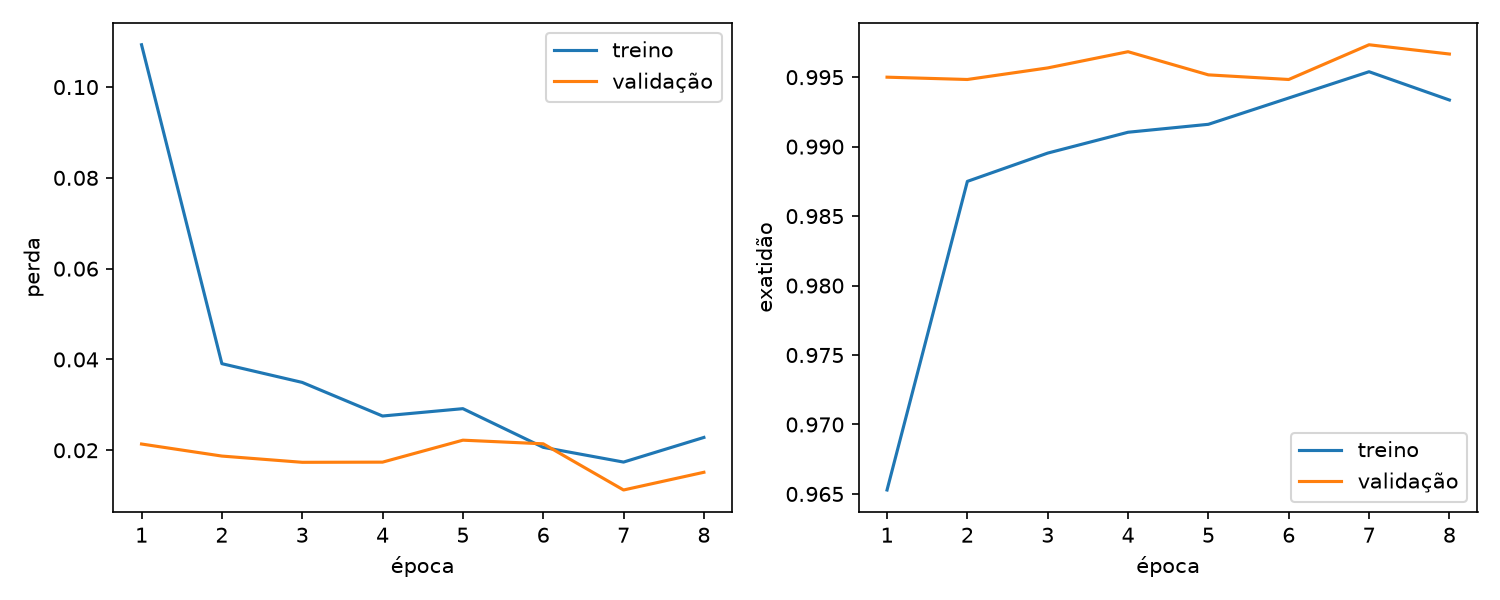 treino
validação
0.10
0.08
0.06
0.04
0.02
perda
1 2 3 4 5 6 7 8
época
treino
validação
0.995
0.990
0.985
0.980
0.975
0.970
0.965
exatidão
1 2 3 4 5 6 7 8
época